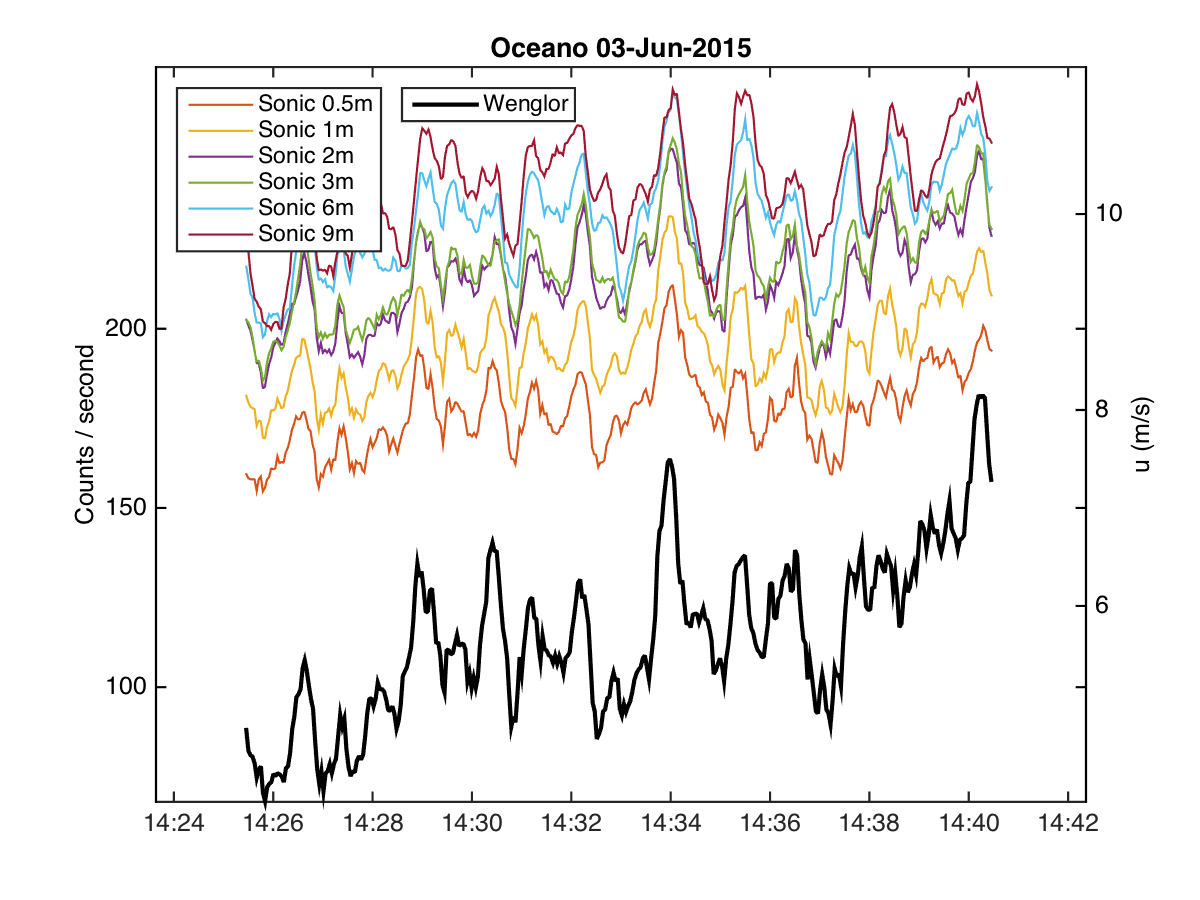 Oceano 03-Jun-2015
Sonic 0.5m
Sonic 1m
Sonic 2m
Sonic 3m
Sonic 6m
Sonic 9m
Wenglor
Counts / second
200
150
100
10
8
6
u (m/s)
14:24 14:26 14:28 14:30 14:32 14:34 14:36 14:38 14:40 14:42